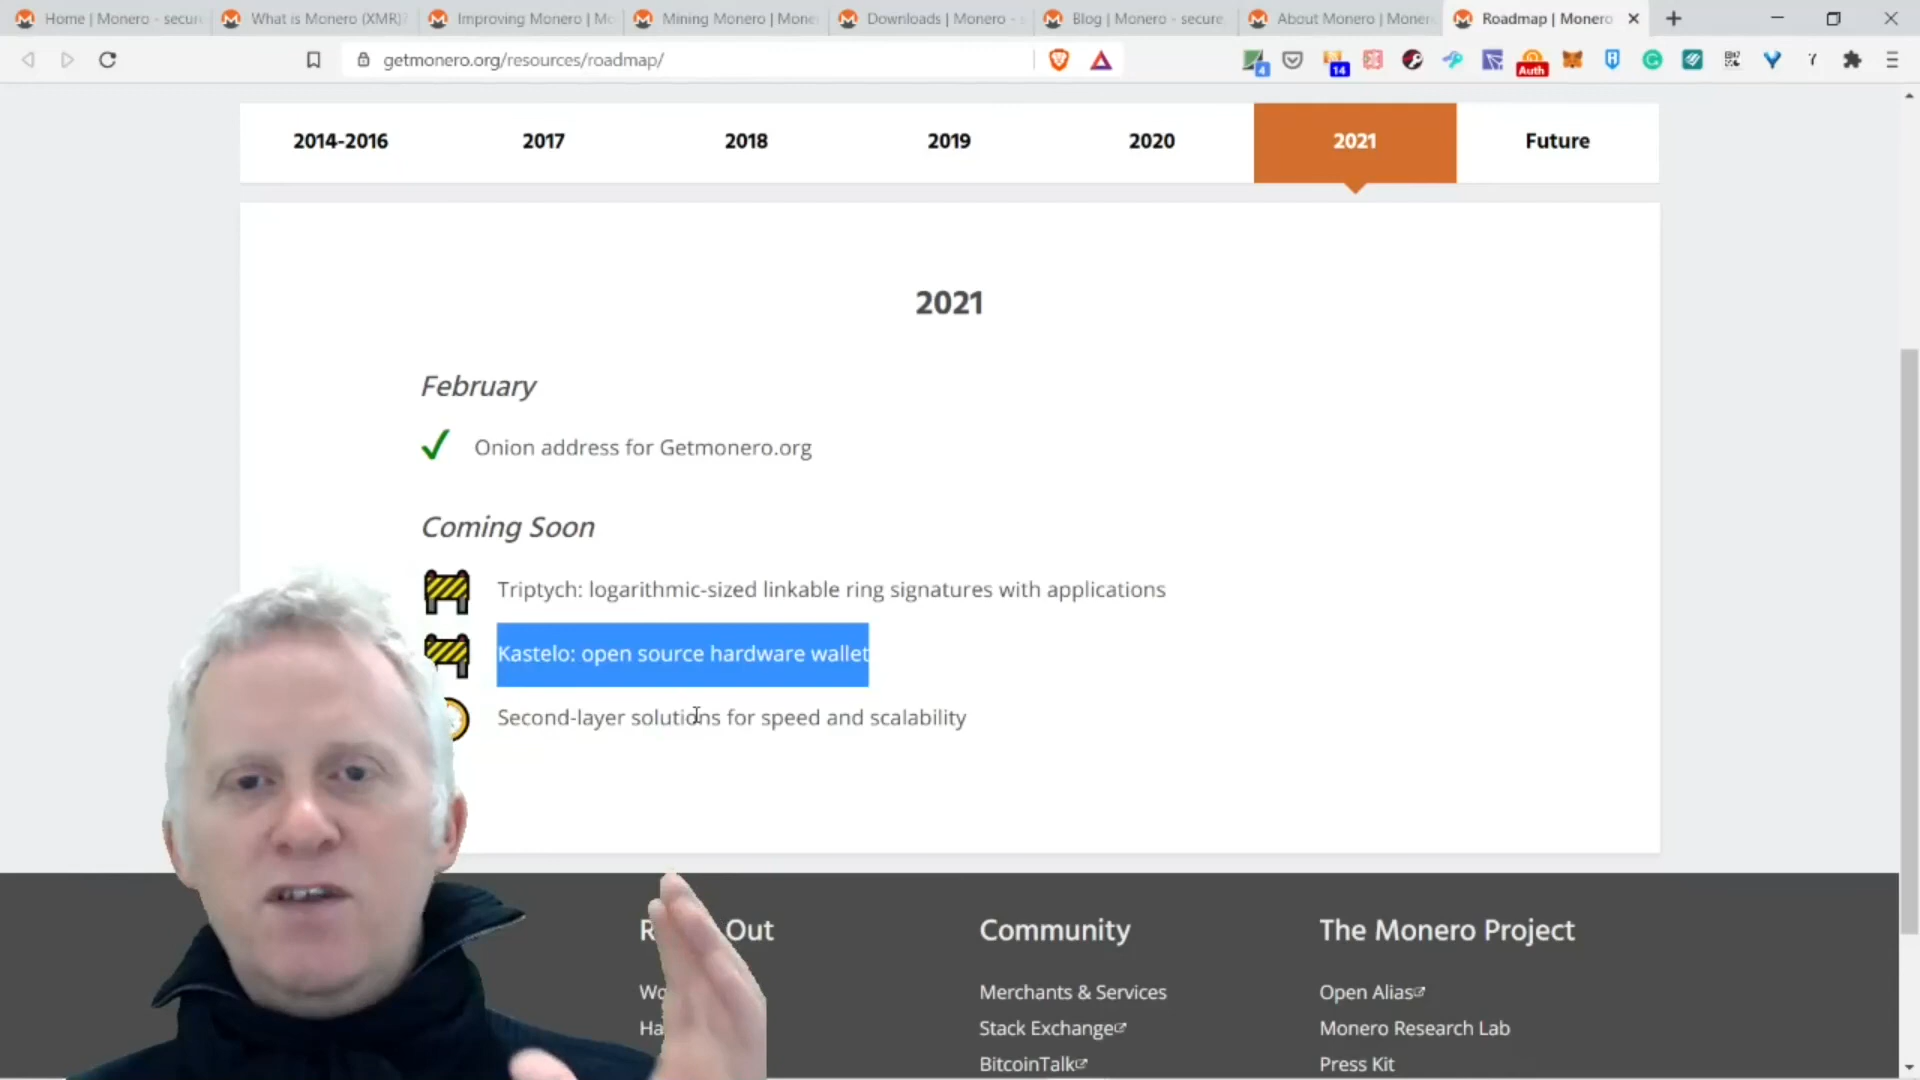 Home | Monero - secur
What is Monero (XMR)?
Improving Monero | Mo
Mining Monero | Mone
Downloads | Monero - s
Blog | Monero - secure
About Monero | Moner
Roadmap | Monero
getmonero.org/resources/roadmap/
4
14
Auth
2014-2016
2017
2018
2019
2020
2021
Future
2021
February
Onion address for Getmonero.org
Coming Soon
Triptych: logarithmic-sized linkable ring signatures with applications
Kastelo: open source hardware wallet
Second-layer solutions for speed and scalability
Out
Community
The Monero Project
Merchants & Services
Open Alias
Stack Exchange
Monero Research Lab
BitcoinTalk
Press Kit